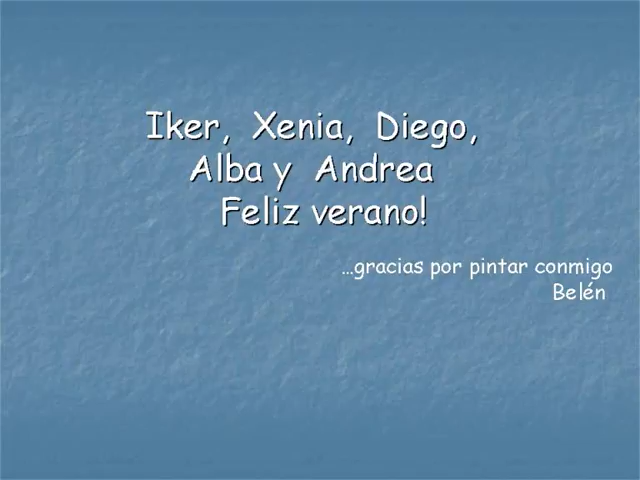 Iker, Xenia, Diego,
Alba y Andrea
Feliz verano!
...gracias por pintar conmigo
Belén